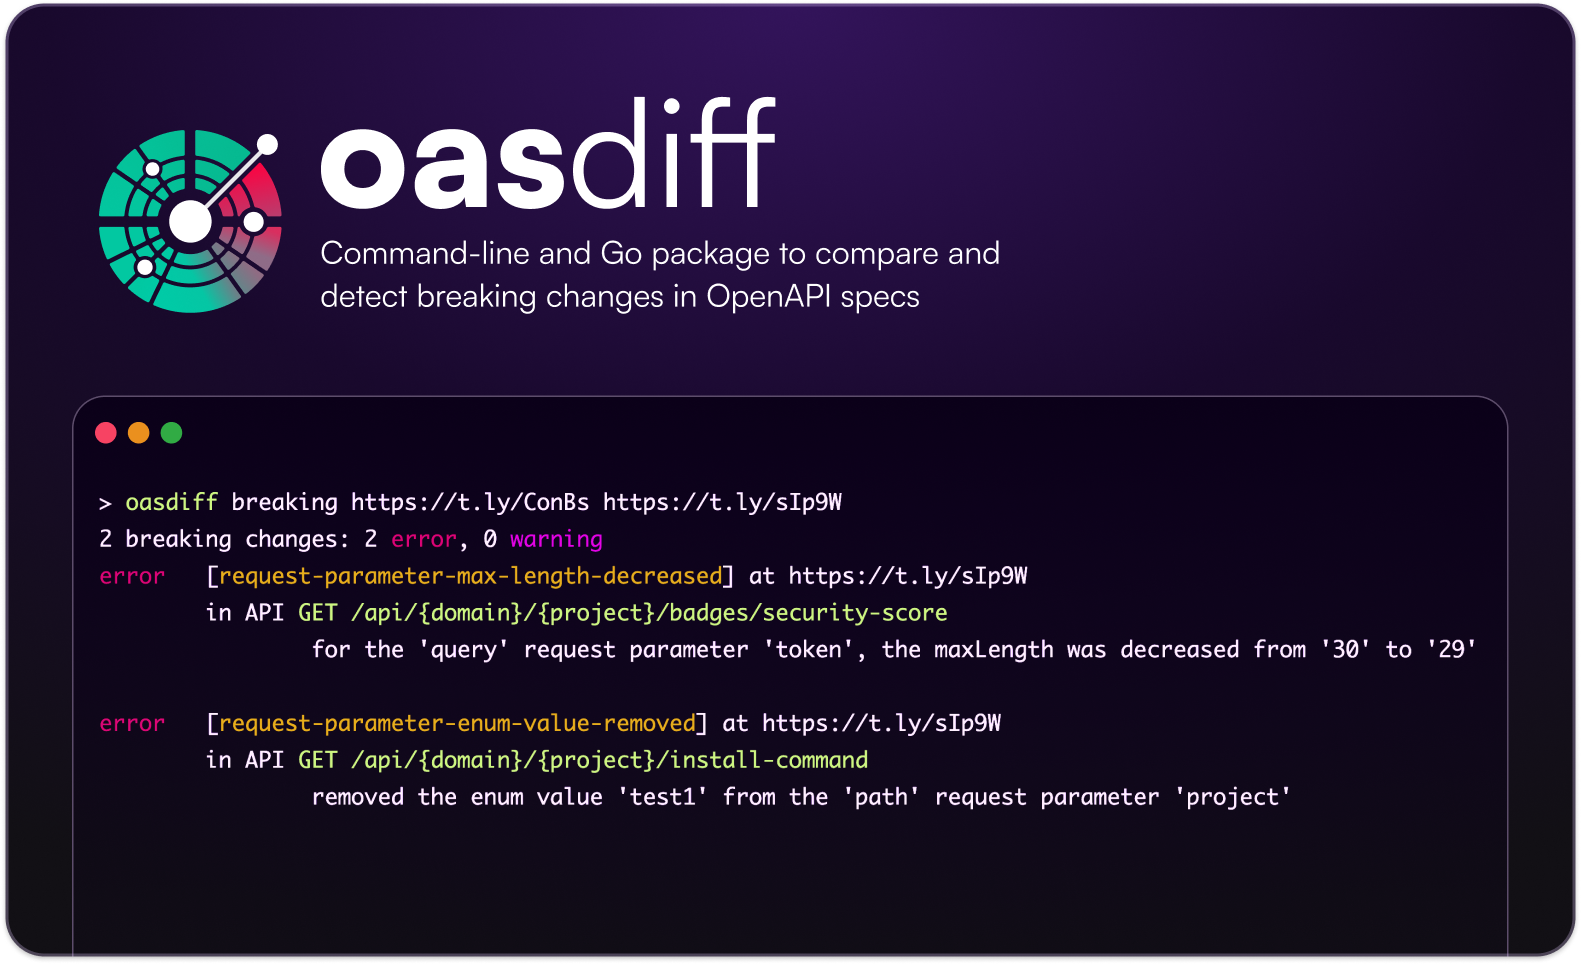 oasdiff
Command-line and Go package to compare and
detect breaking changes in OpenAPI specs
> oasdiff breaking https://t.ly/ConBs https://t.ly/sIp9W
2 breaking changes: 2 error, 0 warning
error   [request-parameter-max-length-decreased] at https://t.ly/sIp9W
in API GET /api/{domain}/{project}/badges/security-score
for the 'query' request parameter 'token', the maxLength was decreased from '30' to '29'
error   [request-parameter-enum-value-removed] at https://t.ly/sIp9W
in API GET /api/{domain}/{project}/install-command
removed the enum value 'test1' from the 'path' request parameter 'project'